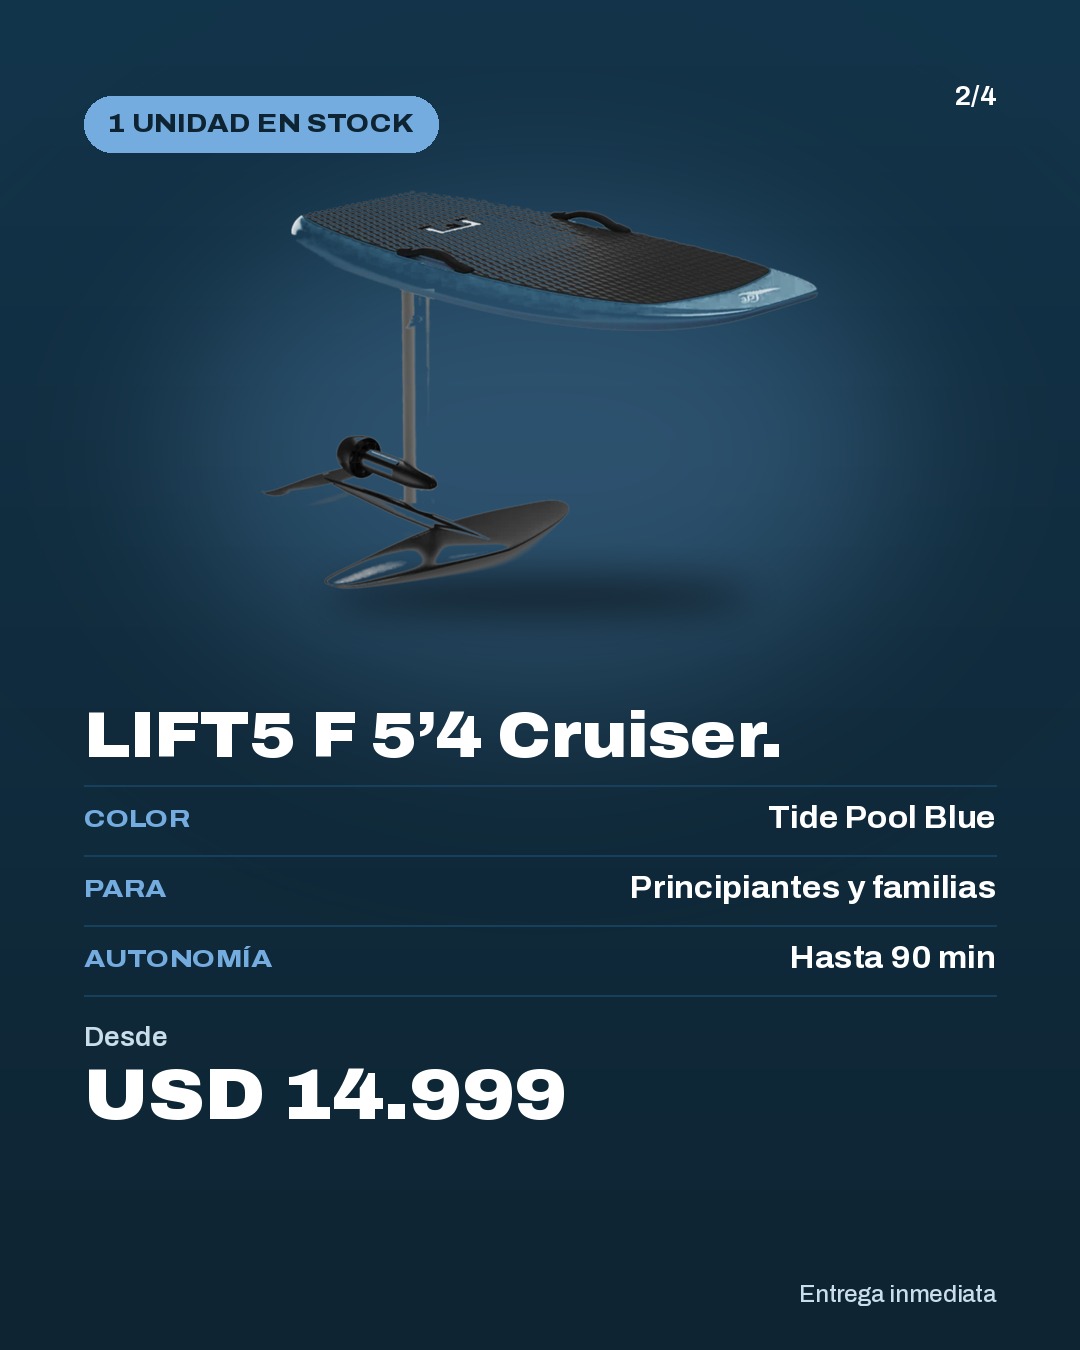 1 UNIDAD EN STOCK
2/4
LIFT5 F 5’4 Cruiser.
COLOR Tide Pool Blue
PARA Principiantes y familias
AUTONOMÍA Hasta 90 min
Desde
USD 14.999
Entrega inmediata